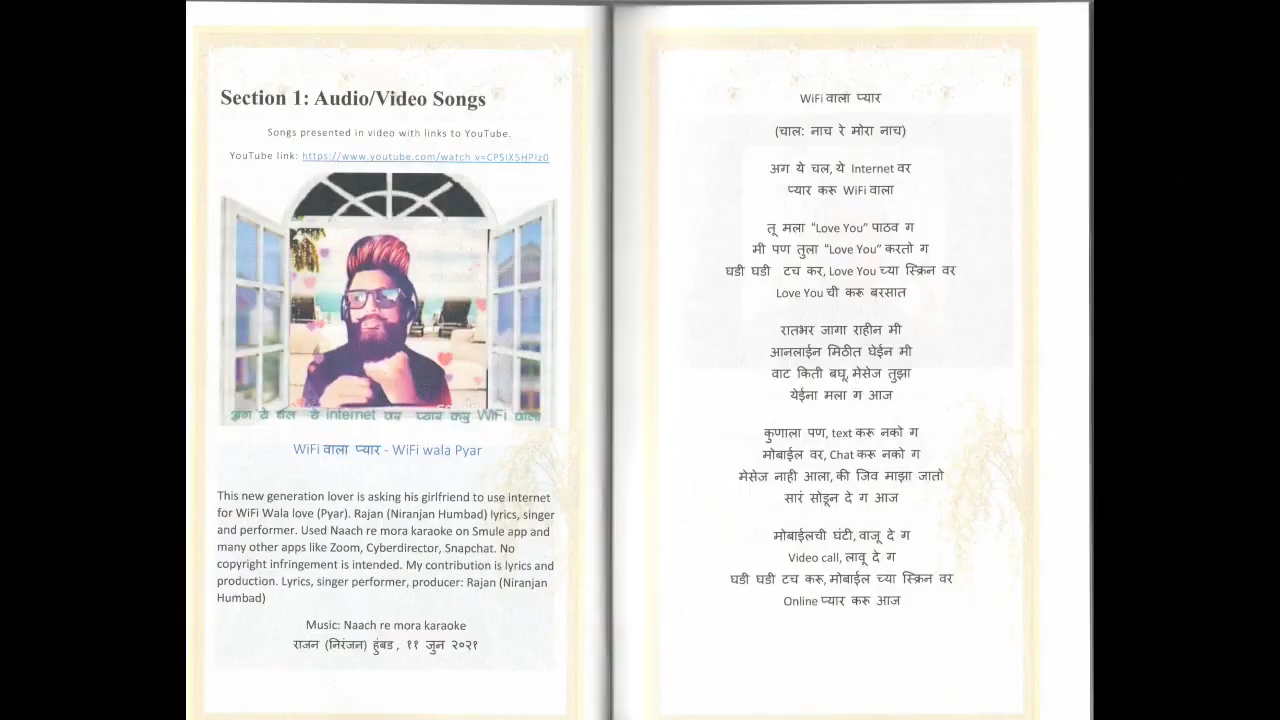 Section 1: Audio/Video Songs
Songs presented in video with links to YouTube.
YouTube link: https://www.youtube.com/watch v=CPSlX5HPIz0
अग ये चल ये internet वर प्यार करु WiFi वाला
WiFi वाला प्यार - WiFi wala Pyar
This new generation lover is asking his girlfriend to use internet
for WiFi Wala love (Pyar). Rajan (Niranjan Humbad) lyrics, singer
and performer. Used Naach re mora karaoke on Smule app and
many other apps like Zoom, Cyberdirector, Snapchat. No
copyright infringement is intended. My contribution is lyrics and
production. Lyrics, singer performer, producer: Rajan (Niranjan
Humbad)
Music: Naach re mora karaoke
राजन (निरंजन) हुंबड , ११ जुन २०२१
WiFi वाला प्यार
(चाल: नाच रे मोरा नाच)
अग ये चल, ये Internet वर
प्यार करू WiFi वाला
तू मला “Love You” पाठव ग
मी पण तुला “Love You” करतो ग
घडी घडी टच कर, Love You च्या स्क्रिन वर
Love You ची करू बरसात
रातभर जागा राहीन मी
आनलाईन मिठीत घेईन मी
वाट किती बघू, मेसेज तुझा
येईना मला ग आज
कुणाला पण, text करू नको ग
मोबाईल वर, Chat करू नको ग
मेसेज नाही आला, की जिव माझा जातो
सारं सोडून दे ग आज
मोबाईलची घंटी, वाजू दे ग
Video call, लावू दे ग
घडी घडी टच करू, मोबाईल च्या स्क्रिन वर
Online प्यार करू आज